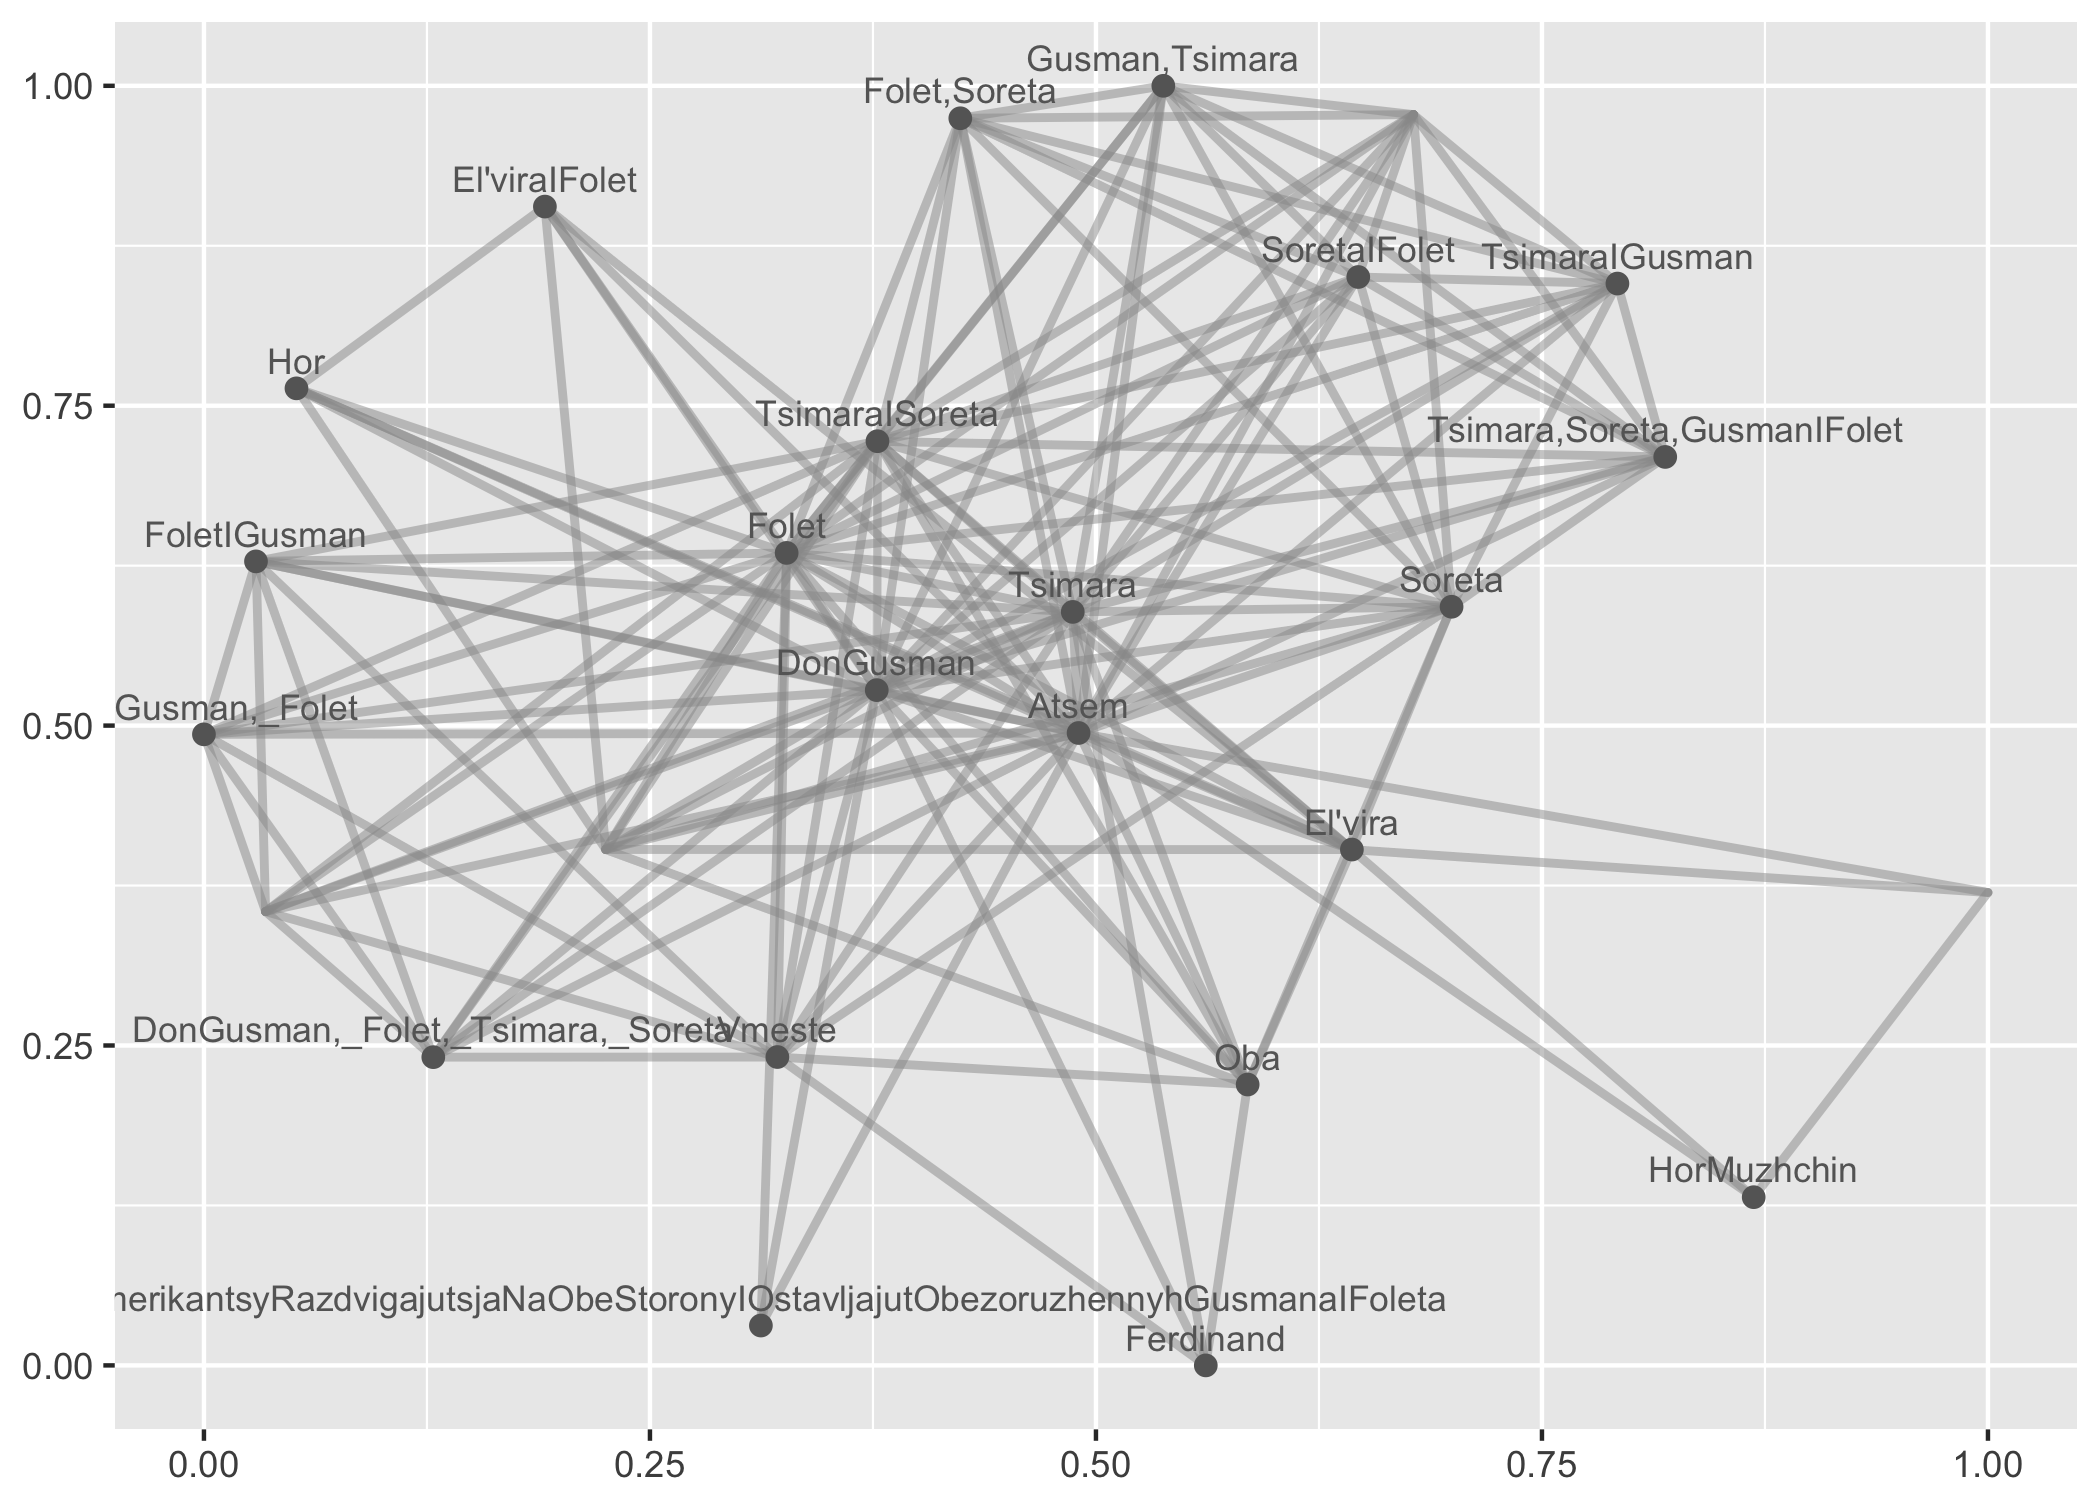 Gusman,Tsimara
1.00
Folet,Soreta
El'viraIFolet
SoretaIFolet
TsimaraIGusman
Hor
0.75
TsimaraISoreta
Tsimara,Soreta,GusmanIFolet
FoletIGusman
Folet
Tsimara
Soreta
DonGusman
Gusman,_Folet
Atsem
0.50
El'vira
DonGusman,_Folet,_Tsimara,_Soreta
Vmeste
0.25
Oba
HorMuzhchin
nerikantsyRazdvigajutsjaNaObeStoronyIOstavljajutObezoruzhennyhGusmanaIFoleta
Ferdinand
0.00
0.00 0.25 0.50 0.75 1.00